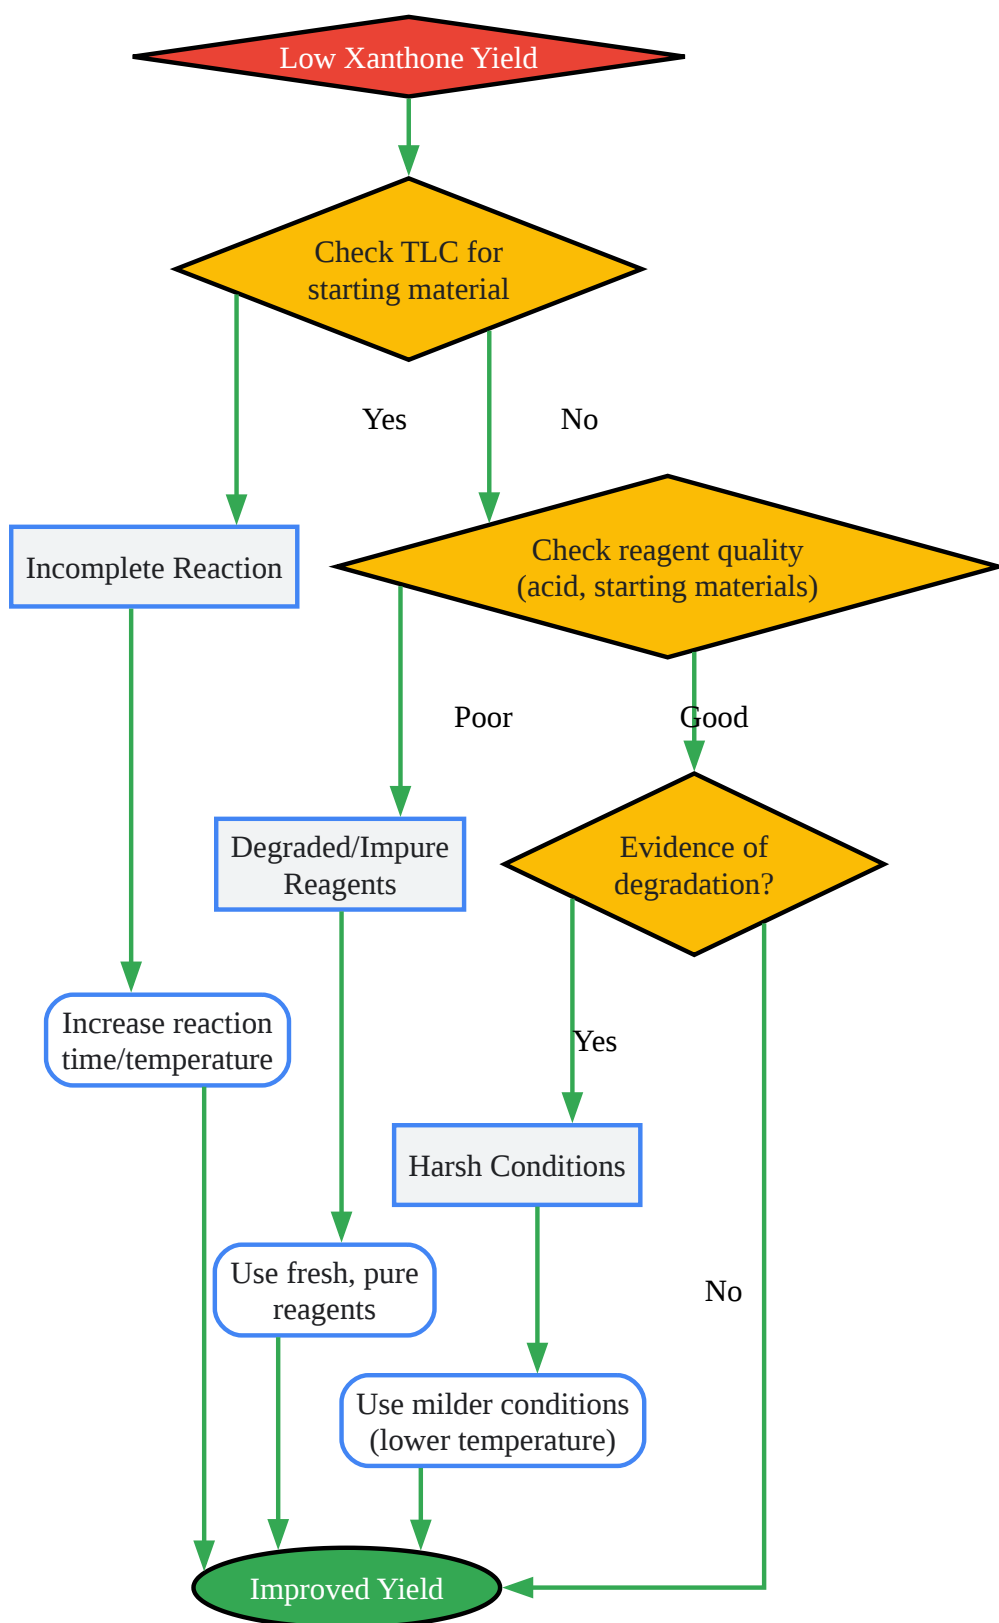 Low Xanthone Yield
Check TLC for
starting material
Yes
No
Incomplete Reaction
Check reagent quality
(acid, starting materials)
Poor
Good
Degraded/Impure
Reagents
Evidence of
degradation?
Increase reaction
time/temperature
Yes
Harsh Conditions
Use fresh, pure
reagents
No
Use milder conditions
(lower temperature)
Improved Yield